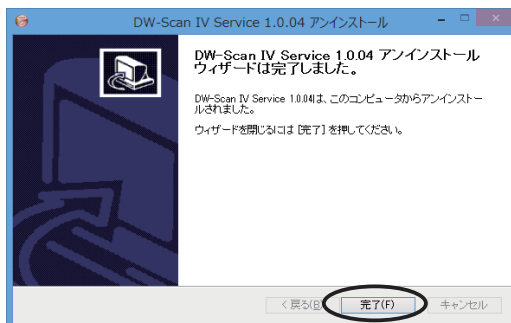 DW-Scan IV Service 1.0.04 アンインストール
DW-Scan IV Service 1.0.04 アンインストール
ウィザードは完了しました。
DW-Scan IV Service 1.0.04は、このコンピュータからアンインストー
ルされました。
ウィザードを閉じるには [完了] を押してください。
< 戻る(B)
完了(F)
キャンセル